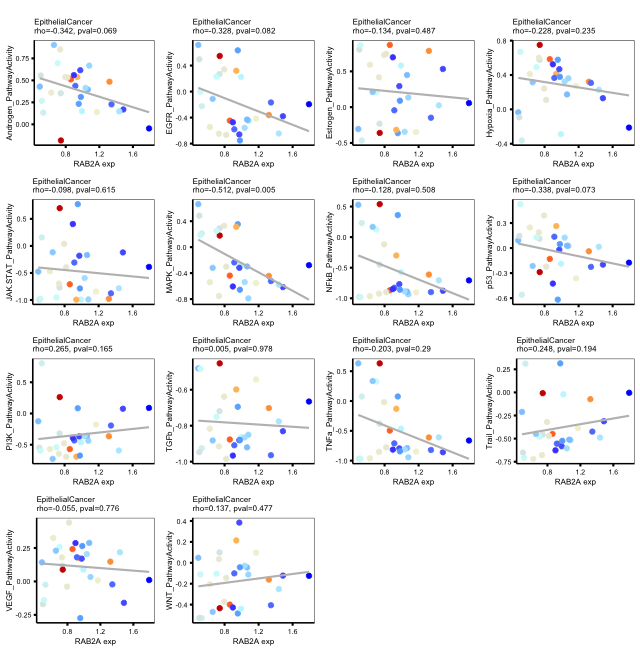 EpithelialCancer
rho=-0.342, pval=0.069
Androgen_PathwayActivity
0.75
0.50
0.25
0.00
0.8 1.2 1.6
RAB2A exp
EpithelialCancer
rho=-0.328, pval=0.082
EGFR_PathwayActivity
0.8
0.4
0.0
-0.4
-0.8
0.8 1.2 1.6
RAB2A exp
EpithelialCancer
rho=-0.134, pval=0.487
Estrogen_PathwayActivity
0.5
0.0
-0.5
0.8 1.2 1.6
RAB2A exp
EpithelialCancer
rho=-0.228, pval=0.235
Hypoxia_PathwayActivity
0.8
0.4
0.0
-0.4
0.8 1.2 1.6
RAB2A exp
EpithelialCancer
rho=-0.098, pval=0.615
JAK.STAT_PathwayActivity
0.5
0.0
-0.5
-1.0
0.8 1.2 1.6
RAB2A exp
EpithelialCancer
rho=-0.512, pval=0.005
MAPK_PathwayActivity
0.4
0.0
-0.4
-0.8
0.8 1.2 1.6
RAB2A exp
EpithelialCancer
rho=-0.128, pval=0.508
NFkB_PathwayActivity
0.5
0.0
-0.5
-1.0
0.8 1.2 1.6
RAB2A exp
EpithelialCancer
rho=-0.338, pval=0.073
p53_PathwayActivity
0.3
0.0
-0.3
-0.6
0.8 1.2 1.6
RAB2A exp
EpithelialCancer
rho=0.265, pval=0.165
PI3K_PathwayActivity
0.5
0.0
-0.5
0.8 1.2 1.6
RAB2A exp
EpithelialCancer
rho=0.005, pval=0.978
TGFb_PathwayActivity
-0.6
-0.8
-1.0
0.8 1.2 1.6
RAB2A exp
EpithelialCancer
rho=-0.203, pval=0.29
TNFa_PathwayActivity
0.5
0.0
-0.5
-1.0
0.8 1.2 1.6
RAB2A exp
EpithelialCancer
rho=0.248, pval=0.194
Trail_PathwayActivity
0.25
0.00
-0.25
-0.50
-0.75
0.8 1.2 1.6
RAB2A exp
EpithelialCancer
rho=-0.055, pval=0.776
VEGF_PathwayActivity
0.25
0.00
-0.25
0.8 1.2 1.6
RAB2A exp
EpithelialCancer
rho=0.137, pval=0.477
WNT_PathwayActivity
0.4
0.2
0.0
-0.2
-0.4
0.8 1.2 1.6
RAB2A exp